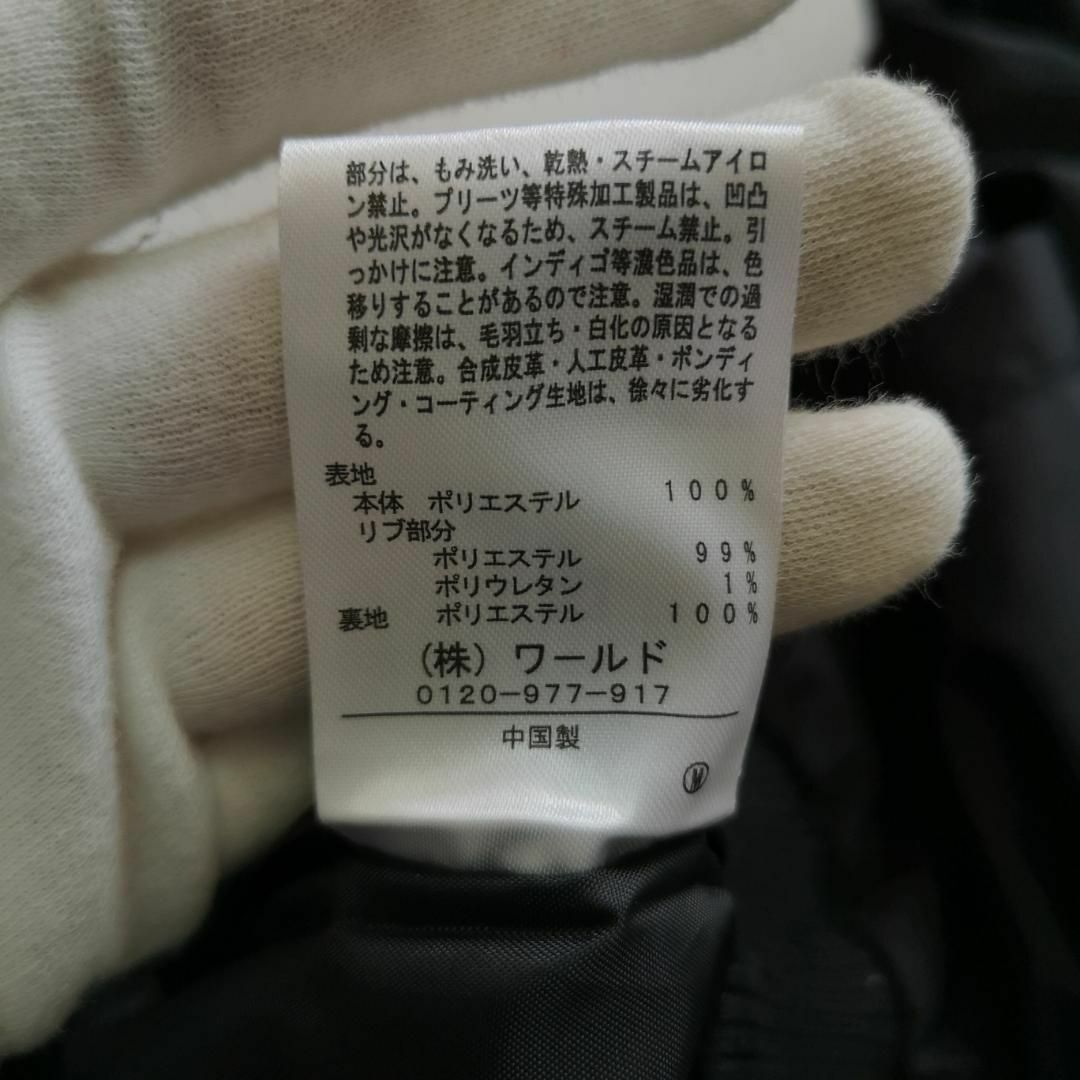 部分は、もみ洗い、乾熱・スチームアイロ
ン禁止。プリーツ等特殊加工製品は、凹凸
や光沢がなくなるため、スチーム禁止。引
っかけに注意。インディゴ等濃色品は、色
移りすることがあるので注意。湿潤での過
剰な摩擦は、毛羽立ち・白化の原因となる
ため注意。合成皮革・人工皮革・ボンディ
ング・コーティング生地は、徐々に劣化す
る。
表地
本体 ポリエステル 100%
リブ部分
ポリエステル 99%
ポリウレタン 1%
裏地 ポリエステル 100%
(株) ワールド
0120-977-917
中国製
Ⓜ